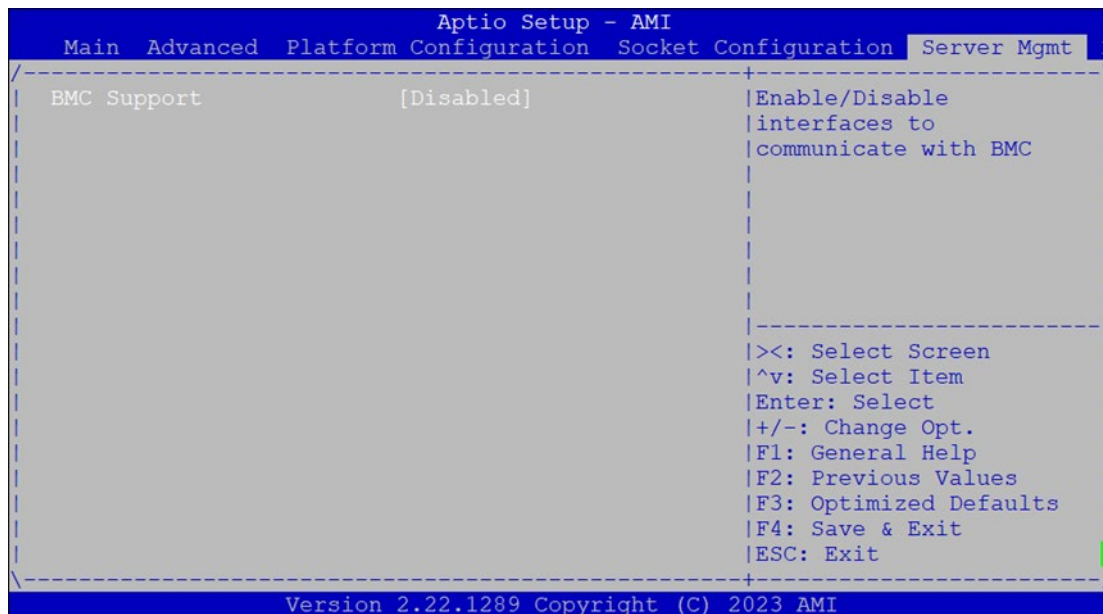 Aptio Setup - AMI
Main Advanced Platform Configuration Socket Configuration Server Mgmt
/----------------------------------------------------+-------------------------
| BMC Support [Disabled] |Enable/Disable
| |interfaces to
| |communicate with BMC
| |
| |
| |
| |
| |
| |
| |-------------------------
| |><: Select Screen
| |^v: Select Item
| |Enter: Select
| |+/-: Change Opt.
| |F1: General Help
| |F2: Previous Values
| |F3: Optimized Defaults
| |F4: Save & Exit
| |ESC: Exit
\----------------------------------------------------+-------------------------
Version 2.22.1289 Copyright (C) 2023 AMI